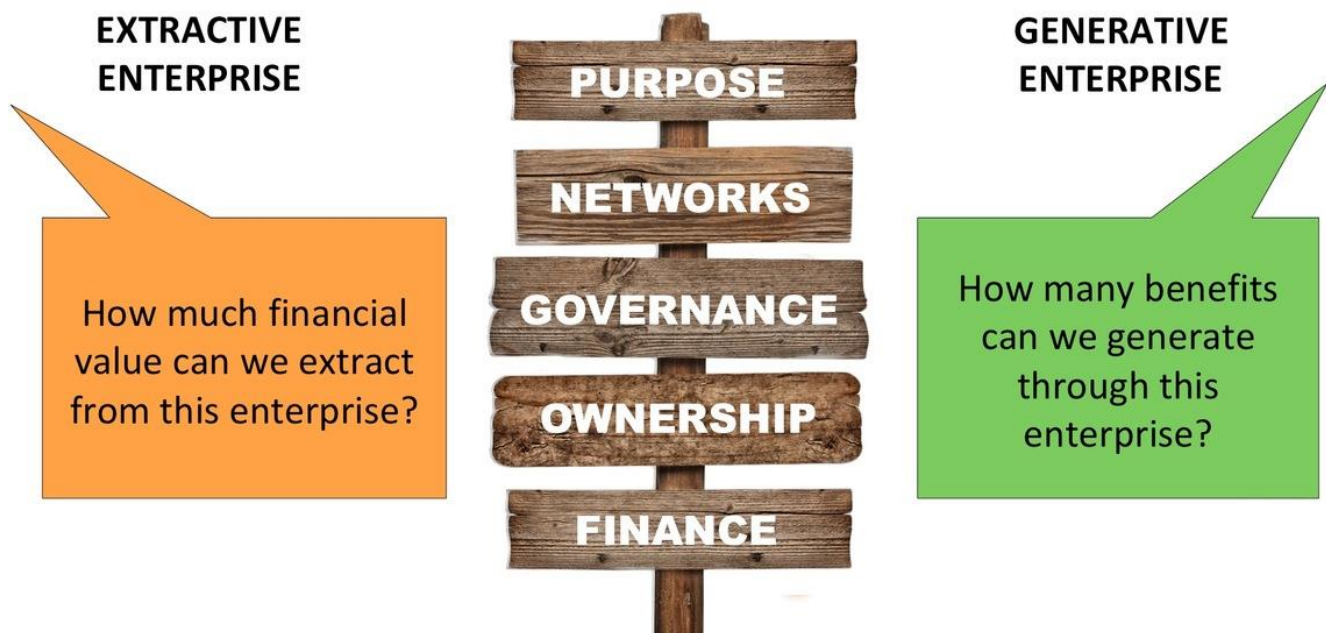 EXTRACTIVE
ENTERPRISE
How much financial
value can we extract
from this enterprise?
PURPOSE
NETWORKS
GOVERNANCE
OWNERSHIP
FINANCE
GENERATIVE
ENTERPRISE
How many benefits
can we generate
through this
enterprise?